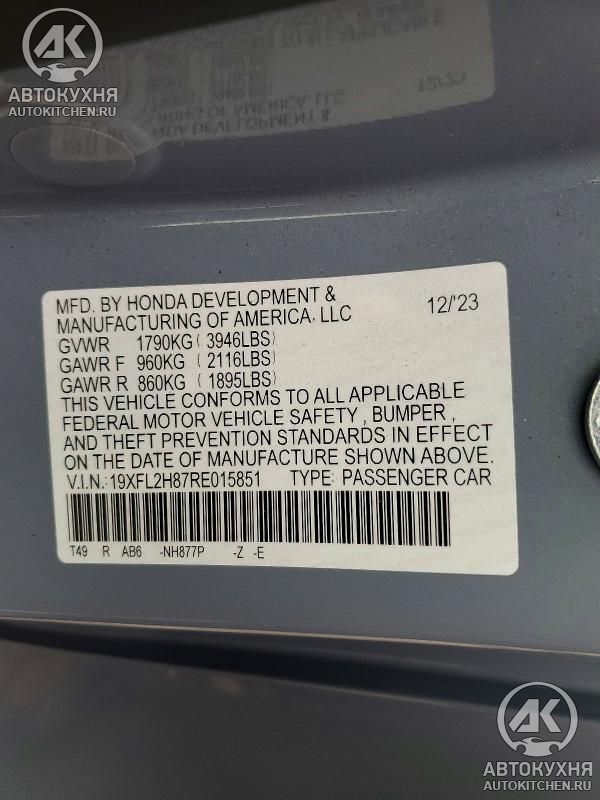 AK
АВТОКУХНЯ
AUTOKITCHEN.RU
MFD. BY HONDA DEVELOPMENT &
MANUFACTURING OF AMERICA, LLC 12/'23
GVWR 1790KG ( 3946LBS)
GAWR F 960KG ( 2116LBS)
GAWR R 860KG ( 1895LBS)
THIS VEHICLE CONFORMS TO ALL APPLICABLE
FEDERAL MOTOR VEHICLE SAFETY , BUMPER ,
AND THEFT PREVENTION STANDARDS IN EFFECT
ON THE DATE OF MANUFACTURE SHOWN ABOVE.
V.I.N.:19XFL2H87RE015851 TYPE: PASSENGER CAR
T49 R AB6 -NH877P -Z -E
AK
АВТОКУХНЯ
AUTOKITCHEN.RU